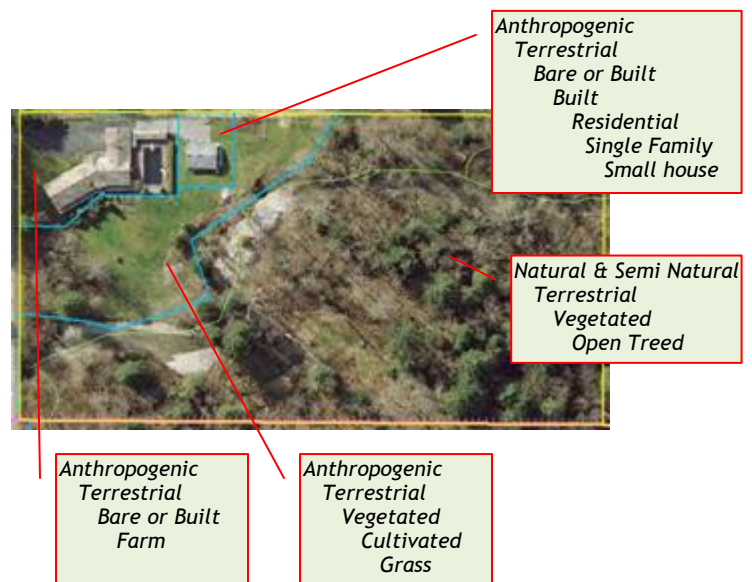 Anthropogenic
Terrestrial
Bare or Built
Built
Residential
Single Family
Small house
Natural & Semi Natural
Terrestrial
Vegetated
Open Treed
Anthropogenic
Terrestrial
Bare or Built
Farm
Anthropogenic
Terrestrial
Vegetated
Cultivated
Grass